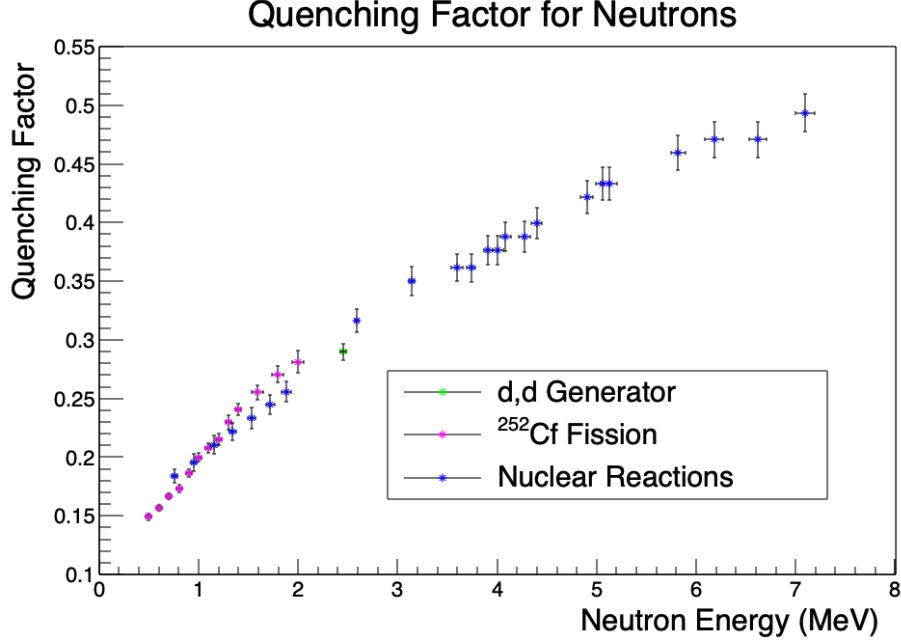 Quenching Factor for Neutrons
Quenching Factor
0.55
0.5
0.45
0.4
0.35
0.3
0.25
0.2
0.15
0.1
d,d Generator
²⁵²Cf Fission
Nuclear Reactions
0 1 2 3 4 5 6 7 8
Neutron Energy (MeV)